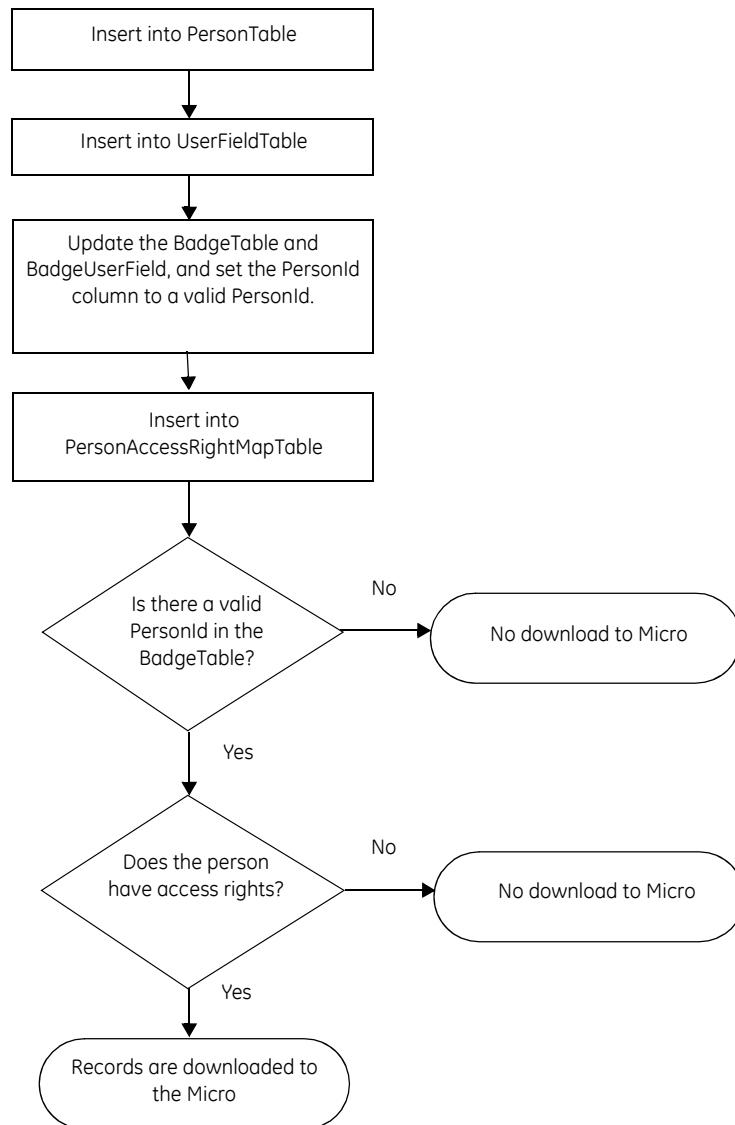 Insert into PersonTable
Insert into UserFieldTable
Update the BadgeTable and
BadgeUserField, and set the PersonId
column to a valid PersonId.
Insert into
PersonAccessRightMapTable
Is there a valid
PersonId in the
BadgeTable?
No
No download to Micro
Yes
Does the person
have access rights?
No
No download to Micro
Yes
Records are downloaded to
the Micro